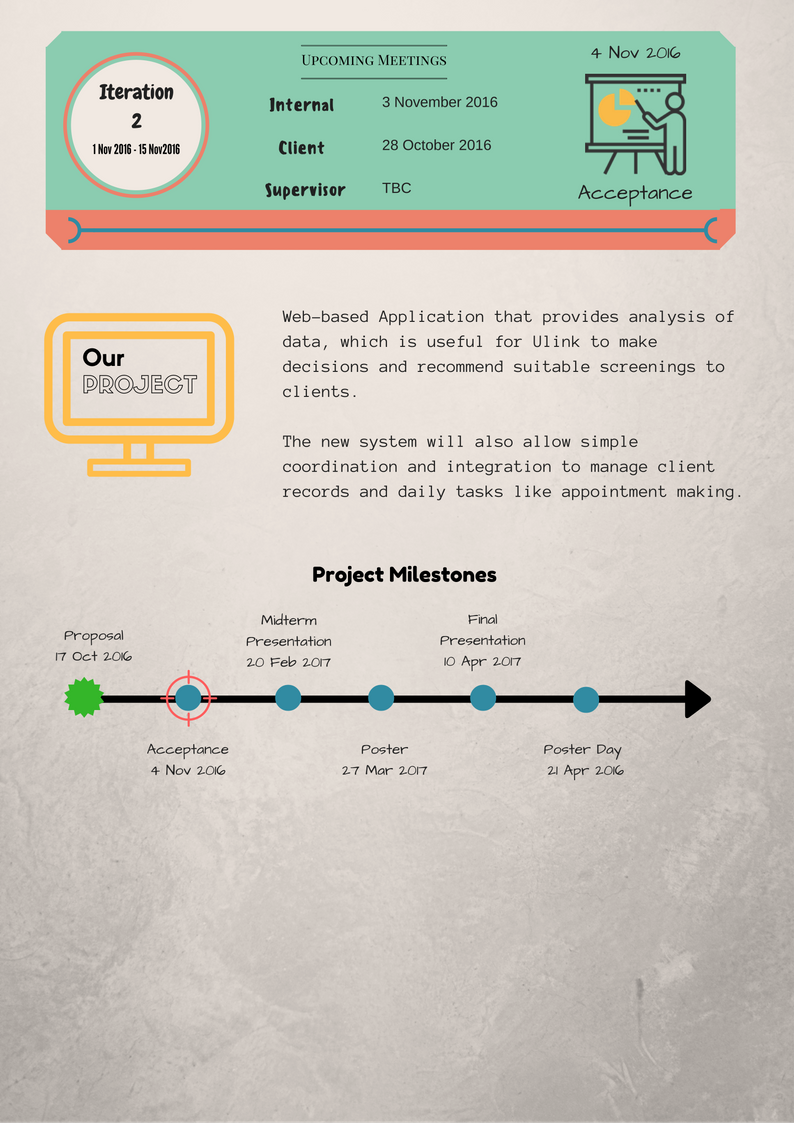 Iteration
2
1 Nov 2016 - 15 Nov2016
Upcoming Meetings
Internal 3 November 2016
Client 28 October 2016
Supervisor TBC
4 Nov 2016
Acceptance
Our
PROJECT
Web-based Application that provides analysis of
data, which is useful for Ulink to make
decisions and recommend suitable screenings to
clients.
The new system will also allow simple
coordination and integration to manage client
records and daily tasks like appointment making.
Project Milestones
Proposal
17 Oct 2016
Midterm
Presentation
20 Feb 2017
Final
Presentation
10 Apr 2017
Acceptance
4 Nov 2016
Poster
27 Mar 2017
Poster Day
21 Apr 2016